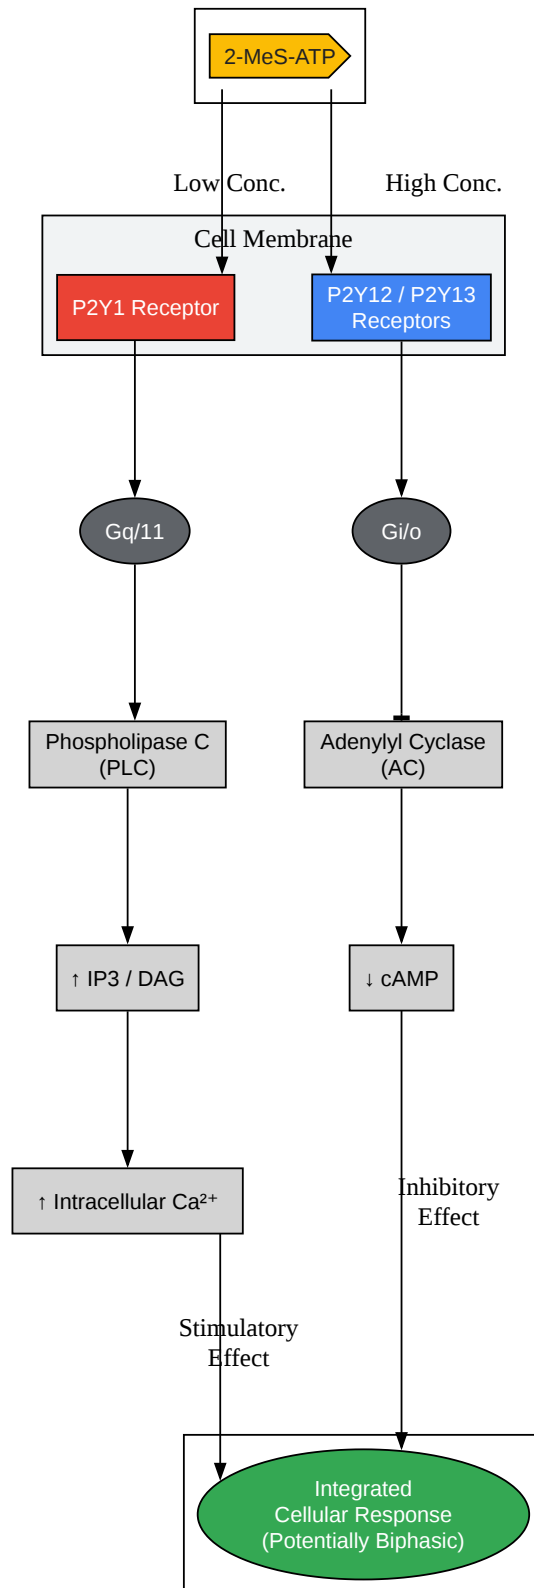 2-MeS-ATP
Low Conc.
High Conc.
Cell Membrane
P2Y1 Receptor
P2Y12 / P2Y13
Receptors
Gq/11
Gi/o
Phospholipase C
(PLC)
Adenylyl Cyclase
(AC)
↑ IP3 / DAG
↓ cAMP
↑ Intracellular Ca²⁺
Inhibitory
Effect
Stimulatory
Effect
Integrated
Cellular Response
(Potentially Biphasic)